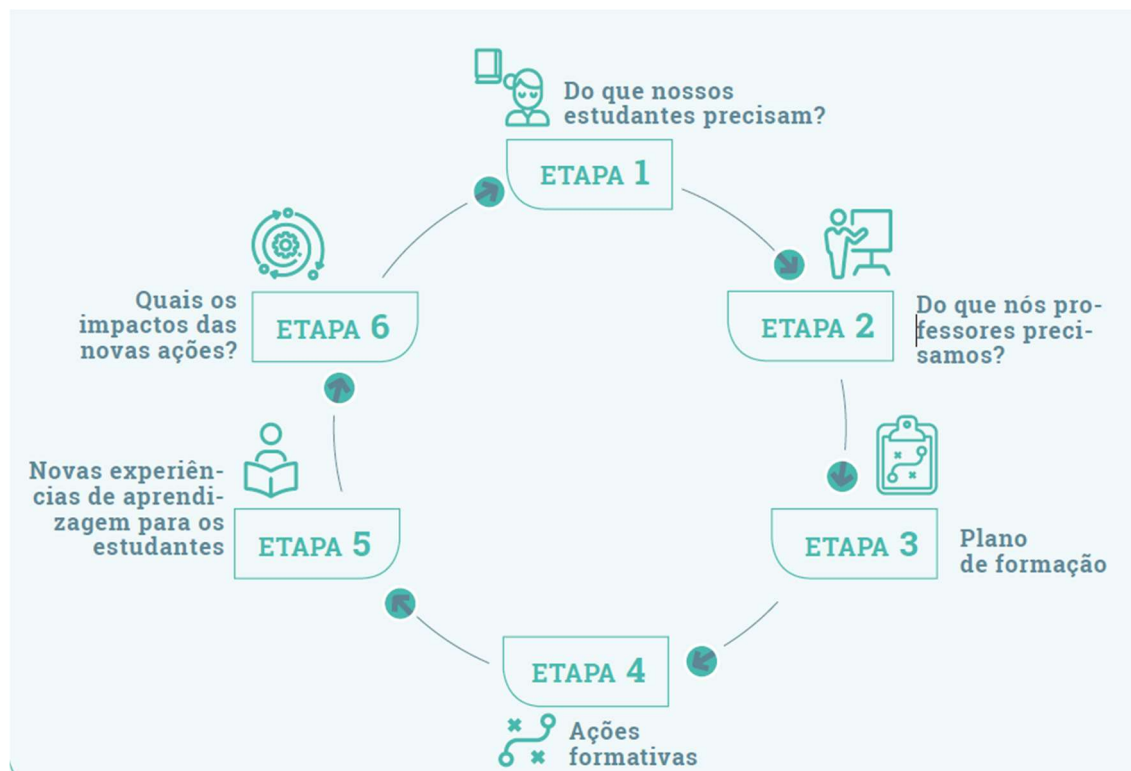 Do que nossos
estudantes precisam?
ETAPA 1
ETAPA 2
Do que nós pro-
fessores preci-
samos?
ETAPA 3
Plano
de formação
ETAPA 4
Ações
formativas
ETAPA 5
Novas experiên-
cias de aprendi-
zagem para os
estudantes
ETAPA 6
Quais os
impactos das
novas ações?